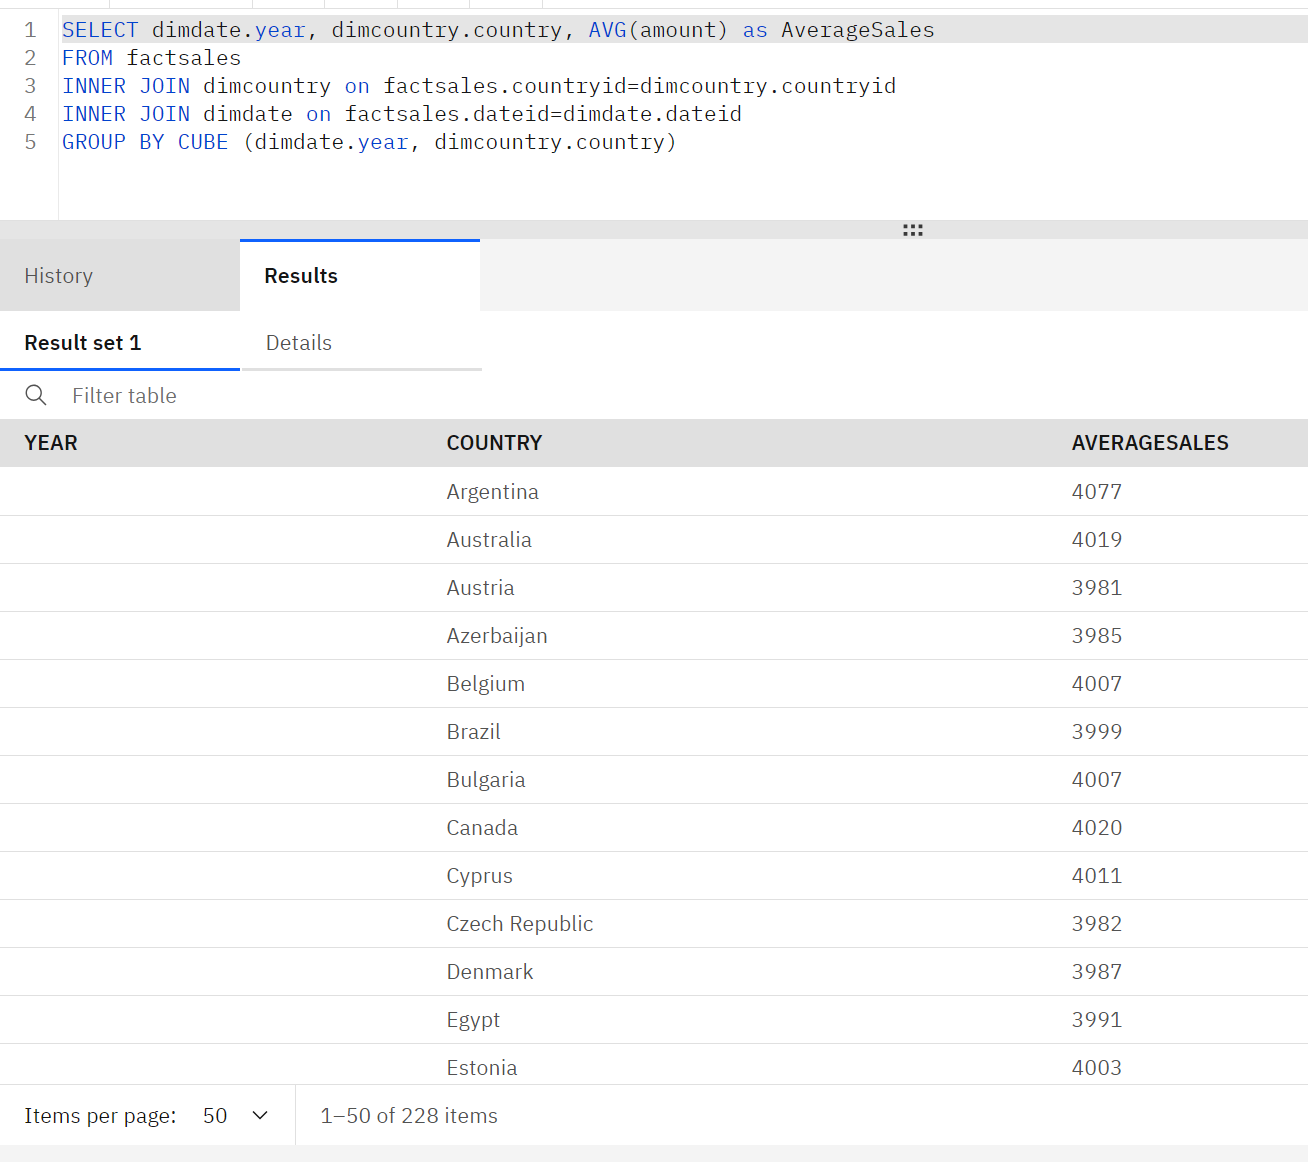 1 SELECT dimdate.year, dimcountry.country, AVG(amount) as AverageSales
2 FROM factsales
3 INNER JOIN dimcountry on factsales.countryid=dimcountry.countryid
4 INNER JOIN dimdate on factsales.dateid=dimdate.dateid
5 GROUP BY CUBE (dimdate.year, dimcountry.country)
History Results
Result set 1 Details
Filter table
YEAR COUNTRY AVERAGESALES
Argentina 4077
Australia 4019
Austria 3981
Azerbaijan 3985
Belgium 4007
Brazil 3999
Bulgaria 4007
Canada 4020
Cyprus 4011
Czech Republic 3982
Denmark 3987
Egypt 3991
Estonia 4003
Items per page: 50 1–50 of 228 items